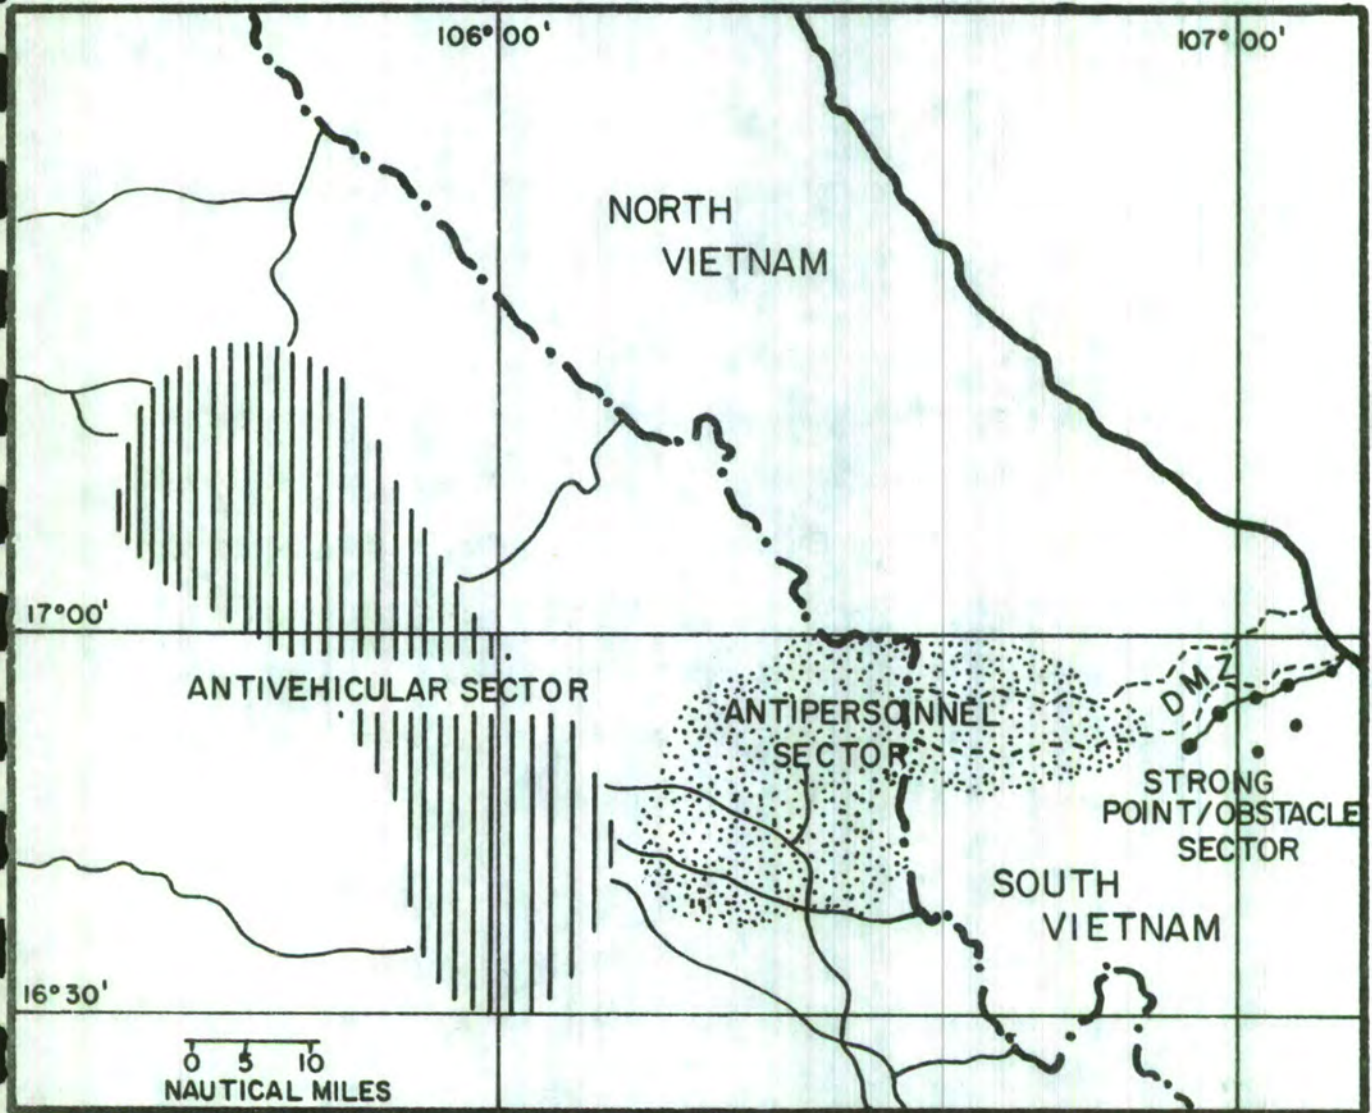 106°00'
107°00'
NORTH
VIETNAM
17°00'
DMZ
ANTIVEHICULAR SECTOR
ANTIPERSONNEL
SECTOR
STRONG
POINT/OBSTACLE
SECTOR
SOUTH
VIETNAM
16°30'
0 5 10
NAUTICAL MILES